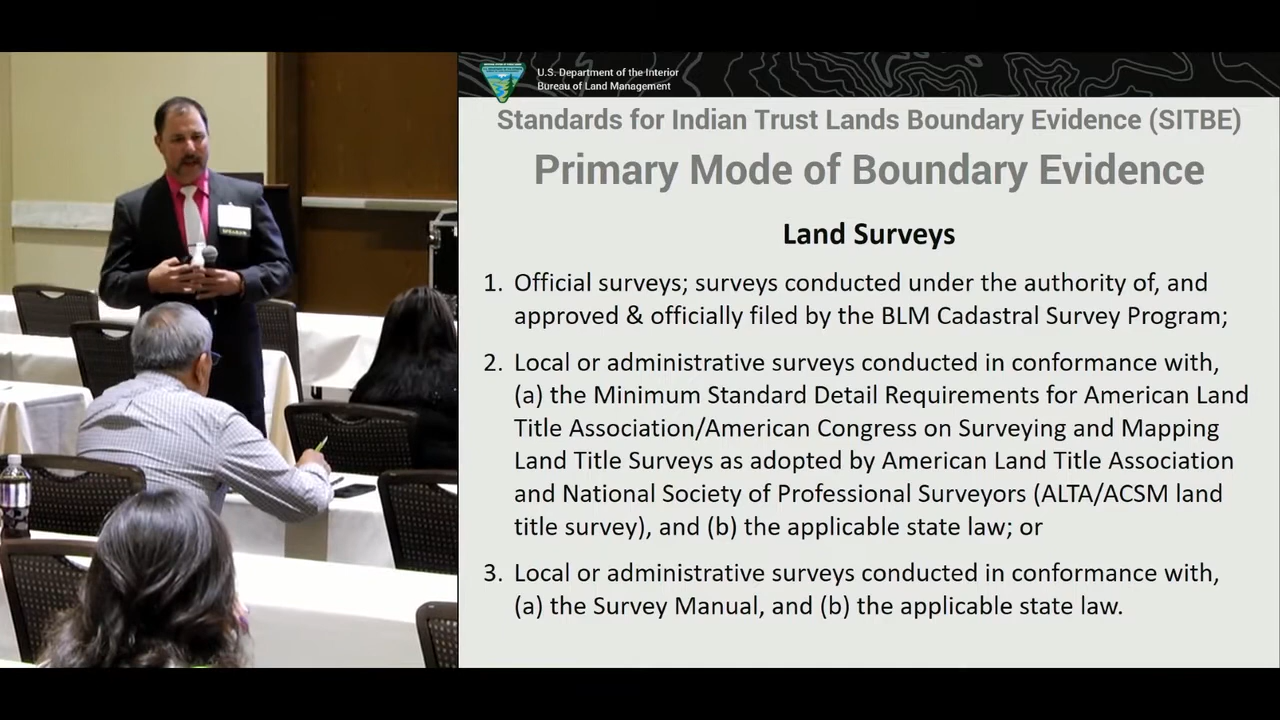 U.S. Department of the Interior
Bureau of Land Management
Standards for Indian Trust Lands Boundary Evidence (SITBE)
Primary Mode of Boundary Evidence
Land Surveys
1. Official surveys; surveys conducted under the authority of, and
approved & officially filed by the BLM Cadastral Survey Program;
2. Local or administrative surveys conducted in conformance with,
(a) the Minimum Standard Detail Requirements for American Land
Title Association/American Congress on Surveying and Mapping
Land Title Surveys as adopted by American Land Title Association
and National Society of Professional Surveyors (ALTA/ACSM land
title survey), and (b) the applicable state law; or
3. Local or administrative surveys conducted in conformance with,
(a) the Survey Manual, and (b) the applicable state law.